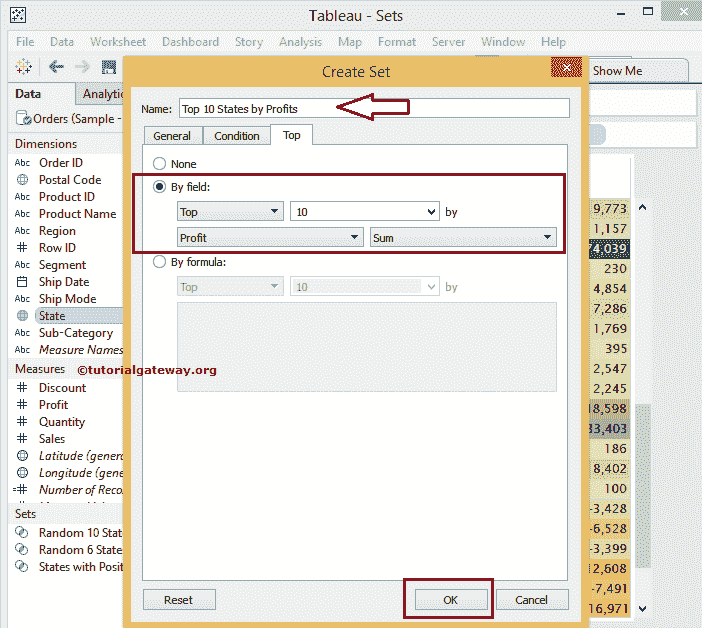 Tableau - Sets
File Data Worksheet Dashboard Story Analysis Map Format Server Window Help
Show Me
Data
Analytic
Orders (Sample -
Dimensions
Abc Order ID
Postal Code
Abc Product ID
Abc Product Name
Abc Region
# Row ID
Abc Segment
Ship Date
Abc Ship Mode
State
Abc Sub-Category
Abc Measure Names
Measures
©tutorialgateway.org
# Discount
# Profit
# Quantity
# Sales
Latitude (gener
Longitude (gene
=# Number of Reco
Sets
Random 10 Stat
Random 6 States
States with Posit
Create Set
Name: Top 10 States by Profits
General Condition Top
None
By field:
Top 10 by
Profit Sum
By formula:
Top 10 by
Reset OK Cancel
9,773
1,157
74,039
230
4,854
7,286
1,769
395
2,547
2,245
18,598
33,403
186
8,402
100
-3,428
-6,528
-3,399
12,608
-7,491
16,971